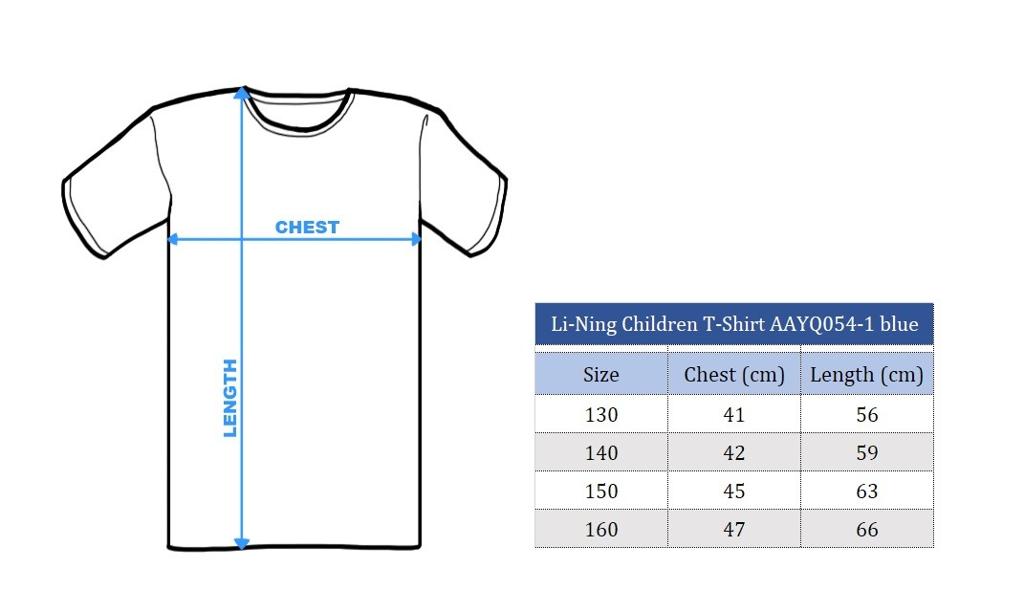 CHEST
LENGTH
Li-Ning Children T-Shirt AAYQ054-1 blue
Size Chest (cm) Length (cm)
130 41 56
140 42 59
150 45 63
160 47 66